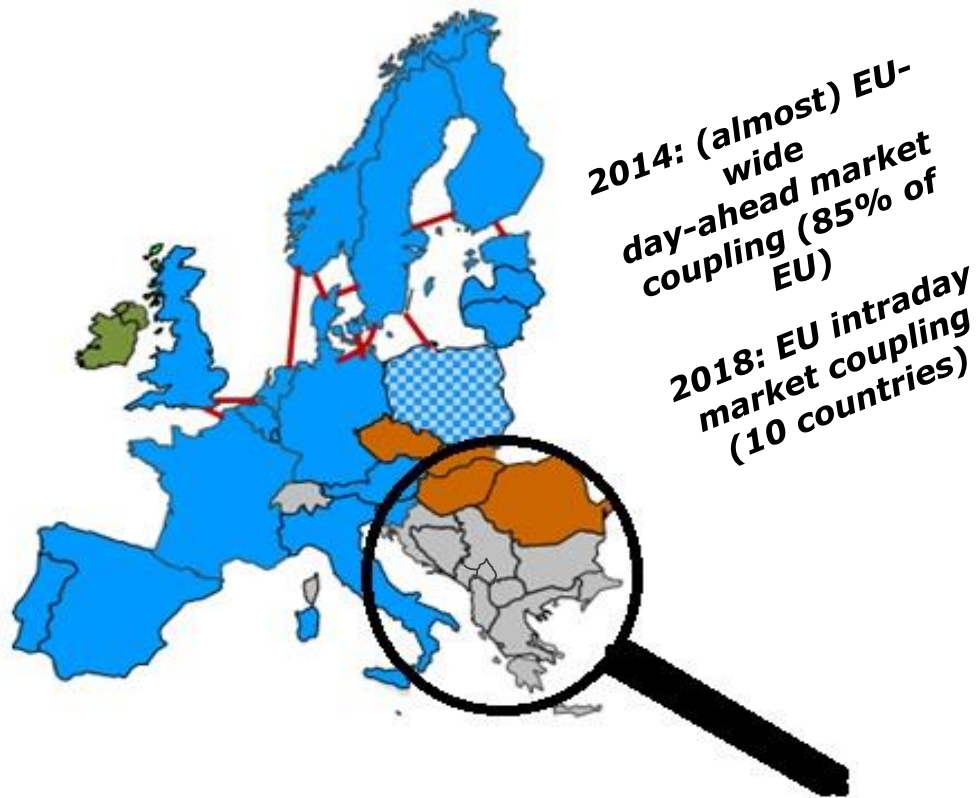 2014: (almost) EU-
wide
day-ahead market
coupling (85% of
EU)
2018: EU intraday
market coupling
(10 countries)